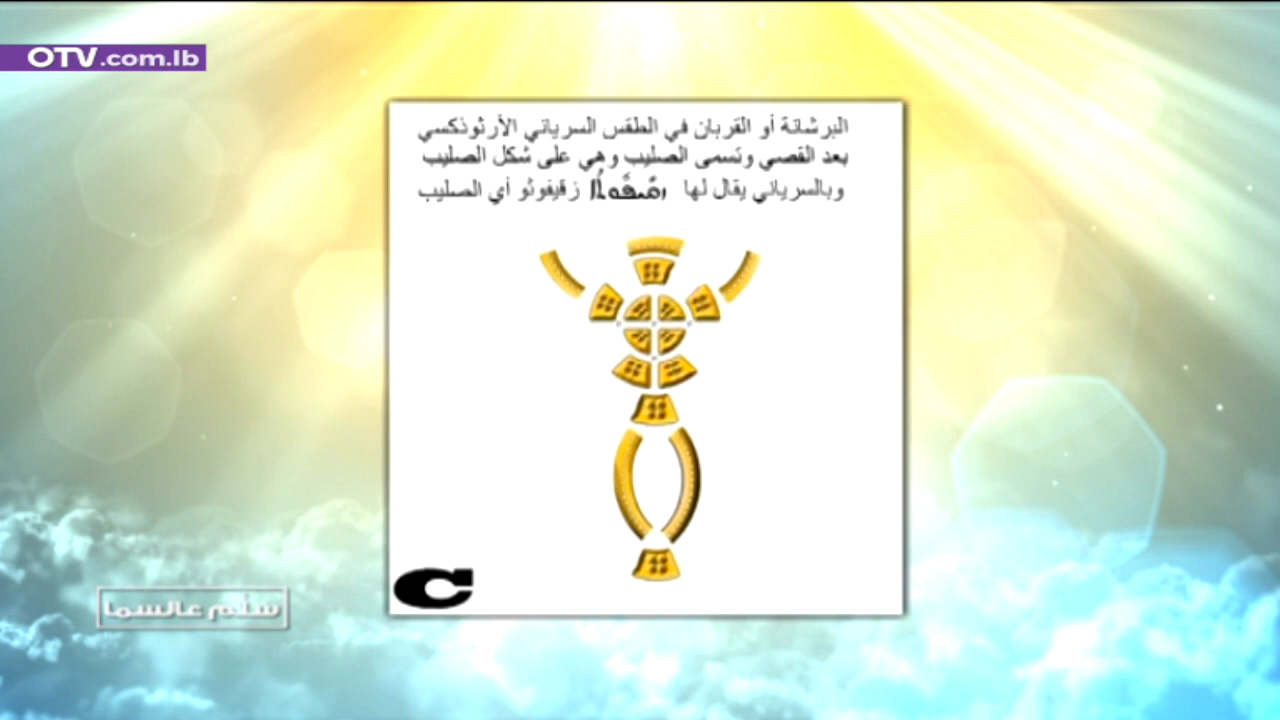 OTV.com.lb
البرشانة أو القربان في الطقس السرياني الأرثوذكسي
بعد القصي وتسمى الصليب وهي على شكل الصليب
وبالسرياني يقال لها زقيفوثو أي الصليب
C
سلم عالسما